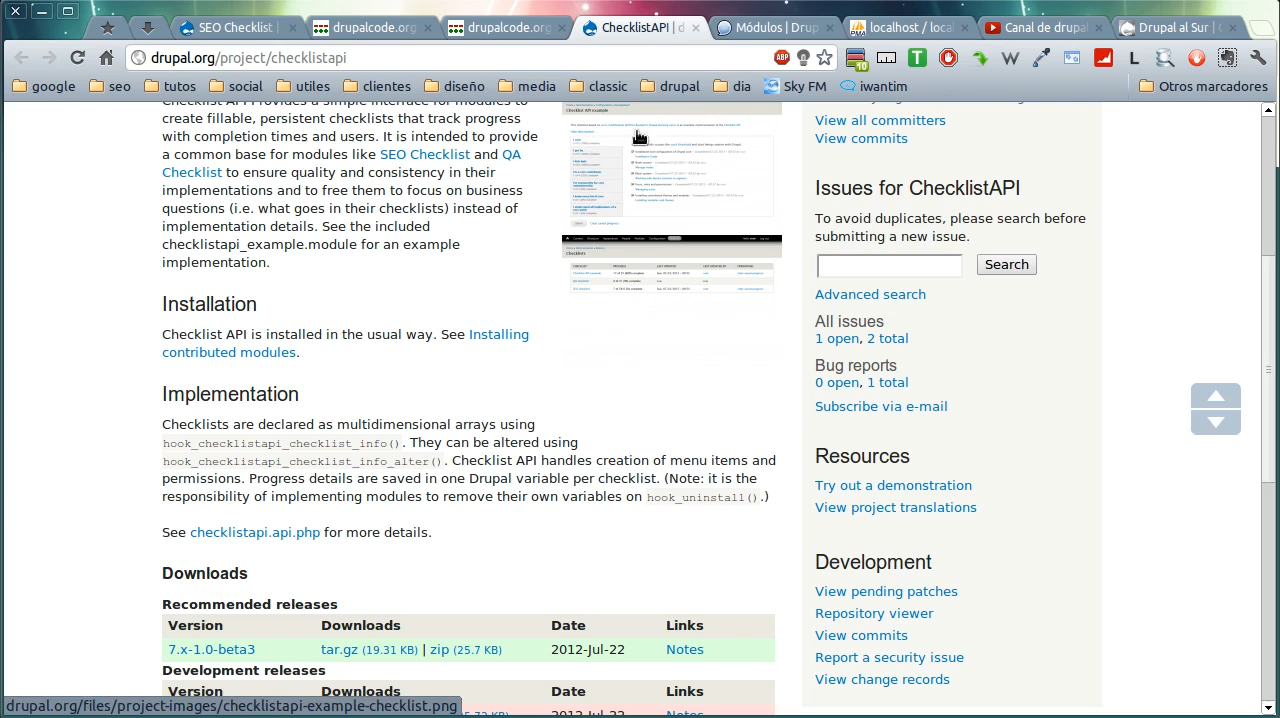 SEO Checklist |
drupalcode.org
drupalcode.org
ChecklistAPI | d
Módulos | Drup
localhost / local
Canal de drupal
Drupal al Sur | C
drupal.org/project/checklistapi
ABP
10
T
W
L
google
seo
tutos
social
utiles
clientes
diseño
media
classic
drupal
dia
Sky FM
iwantim
Otros marcadores
Checklist API Provides a simple interface for modules to
create fillable, persistent checklists that track progress
with completion times and users. It is intended to provide
a common API for modules like SEO Checklist and QA
Checklist to ensure quality and consistency in their
implementations and to let them focus on business
questions (i.e. what goes in their checklists) instead of
implementation details. See the included
checklistapi_example.module for an example
implementation.
Installation
Checklist API is installed in the usual way. See Installing
contributed modules.
Implementation
Checklists are declared as multidimensional arrays using
hook_checklistapi_checklist_info(). They can be altered using
hook_checklistapi_checklist_info_alter(). Checklist API handles creation of menu items and
permissions. Progress details are saved in one Drupal variable per checklist. (Note: it is the
responsibility of implementing modules to remove their own variables on hook_uninstall().)
See checklistapi.api.php for more details.
Downloads
Recommended releases
Version Downloads Date Links
7.x-1.0-beta3 tar.gz (19.31 KB) | zip (25.7 KB) 2012-Jul-22 Notes
Development releases
Version Downloads Date Links
Notes
View all committers
View commits
Issues for ChecklistAPI
To avoid duplicates, please search before
submitting a new issue.
Search
Advanced search
All issues
1 open, 2 total
Bug reports
0 open, 1 total
Subscribe via e-mail
Resources
Try out a demonstration
View project translations
Development
View pending patches
Repository viewer
View commits
Report a security issue
View change records
drupal.org/files/project-images/checklistapi-example-checklist.png